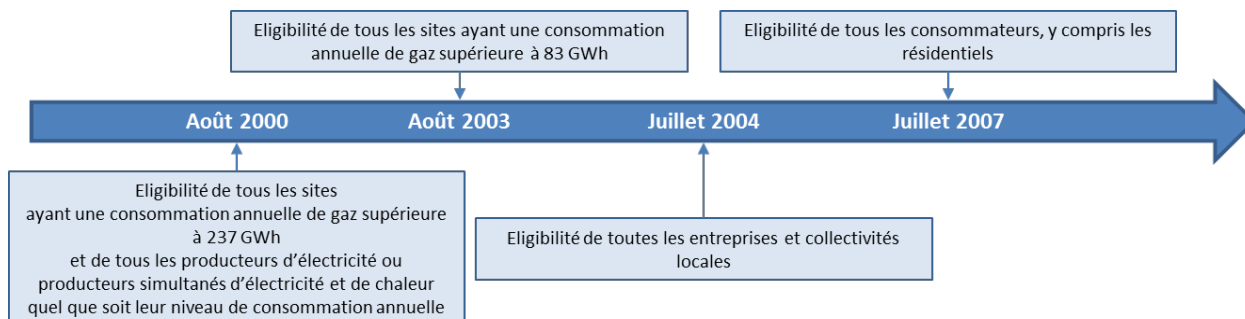 Eligibilité de tous les sites ayant une consommation
annuelle de gaz supérieure à 83 GWh
Eligibilité de tous les consommateurs, y compris les
résidentiels
Août 2000
Août 2003
Juillet 2004
Juillet 2007
Eligibilité de tous les sites
ayant une consommation annuelle de gaz supérieure
à 237 GWh
et de tous les producteurs d'électricité ou
producteurs simultanés d'électricité et de chaleur
quel que soit leur niveau de consommation annuelle
Eligibilité de toutes les entreprises et collectivités
locales